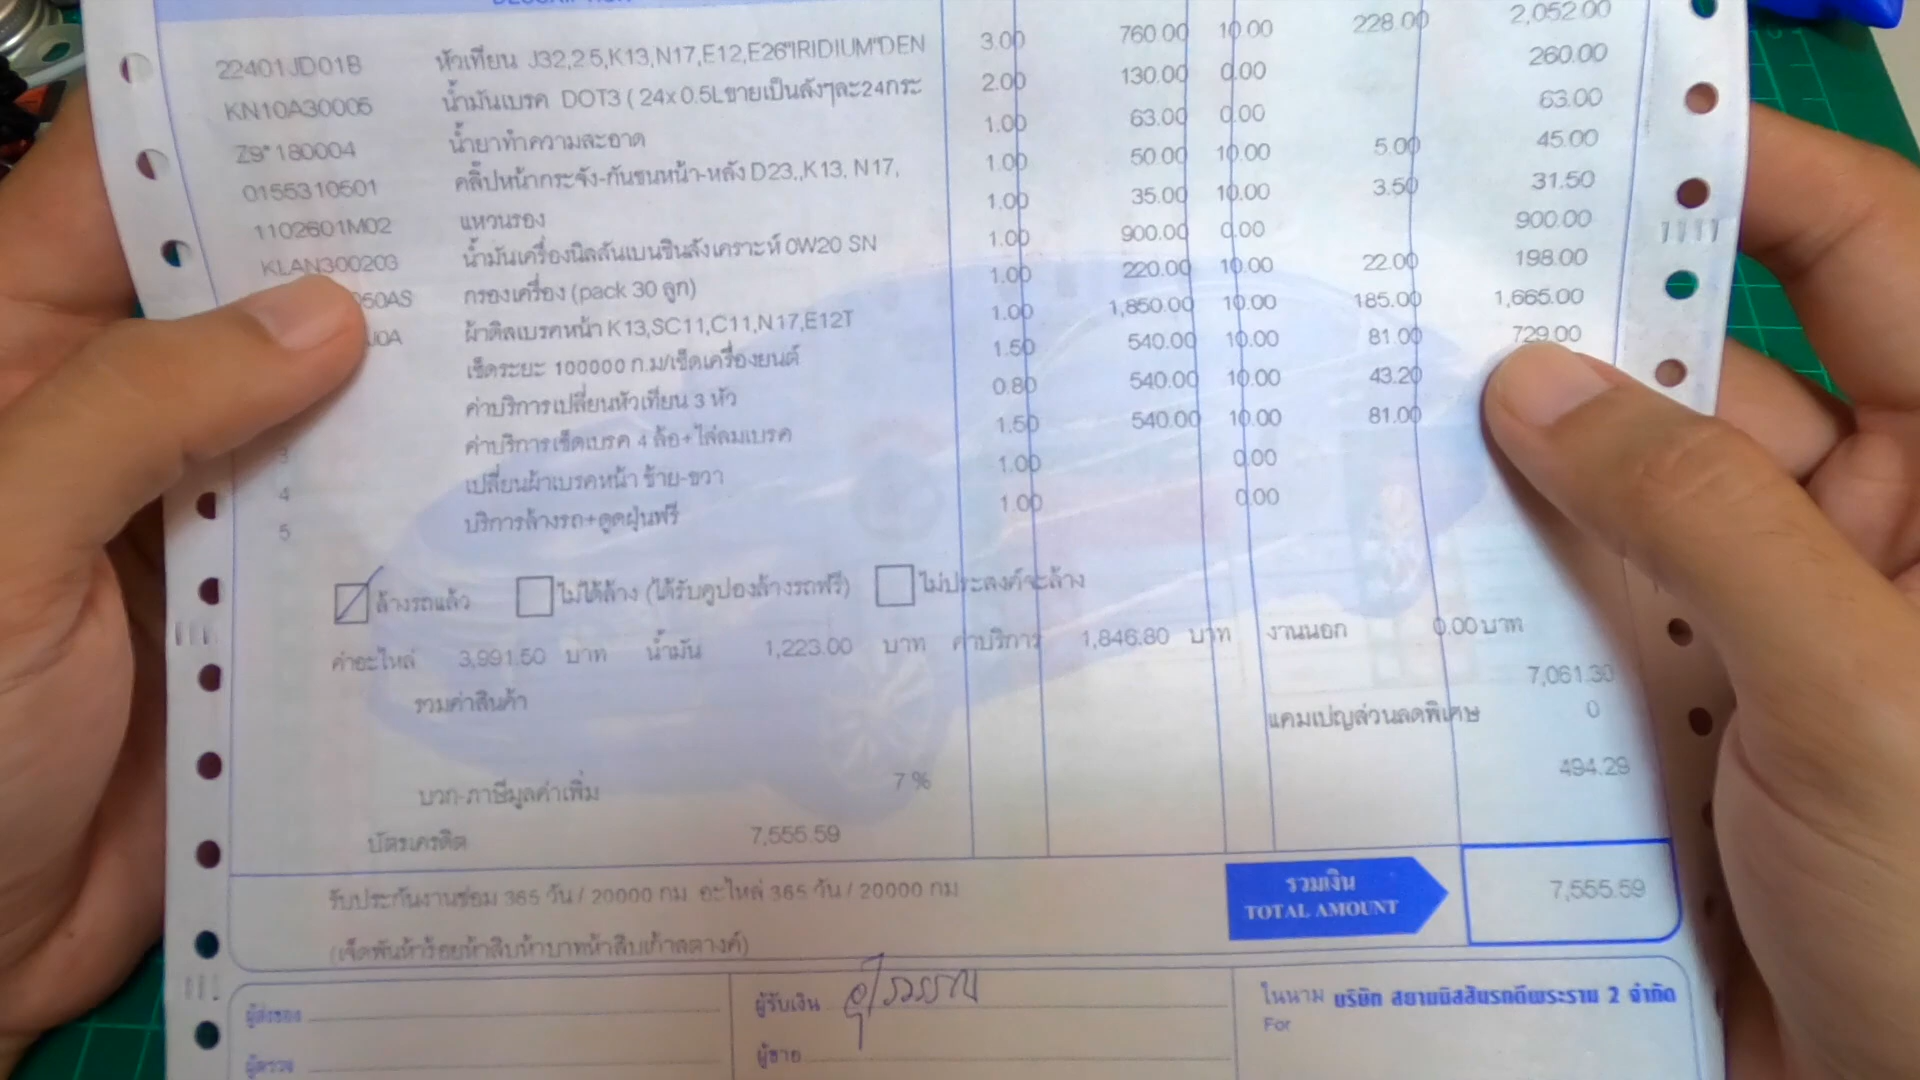 22401JD01B หัวเทียน J32,2.5,K13,N17,E12,E26"IRIDIUM"DEN 3.00 760.00 10.00 228.00 2,052.00
KN10A30005 น้ำมันเบรค DOT3 ( 24x0.5Lขายเป็นลังๆละ24กระ 2.00 130.00 0.00 260.00
Z9*180004 น้ำยาทำความสะอาด 1.00 63.00 0.00 63.00
0155310501 คลิ๊ปหน้ากระจัง-กันชนหน้า-หลัง D23,,K13, N17, 1.00 50.00 10.00 5.00 45.00
1102601M02 แหวนรอง 1.00 35.00 10.00 3.50 31.50
KLAN300203 น้ำมันเครื่องนิสสันเบนซินสังเคราะห์ 0W20 SN 1.00 900.00 0.00 900.00
050AS กรองเครื่อง (pack 30 ลูก) 1.00 220.00 10.00 22.00 198.00
U0A ผ้าดิสเบรคหน้า K13,SC11,C11,N17,E12T 1.00 1,850.00 10.00 185.00 1,665.00
เช็คระยะ 100000 ก.ม/เช็คเครื่องยนต์ 1.50 540.00 10.00 81.00 729.00
ค่าบริการเปลี่ยนหัวเทียน 3 หัว 0.80 540.00 10.00 43.20
3 ค่าบริการเช็คเบรค 4 ล้อ+ไล่ลมเบรค 1.50 540.00 10.00 81.00
4 เปลี่ยนผ้าเบรคหน้า ซ้าย-ขวา 1.00 0.00
5 บริการล้างรถ+ดูดฝุ่นฟรี 1.00 0.00
ล้างรถแล้ว ไม่ได้ล้าง (ได้รับคูปองล้างรถฟรี) ไม่ประสงค์จะล้าง
ค่าอะไหล่ 3,991.50 บาท น้ำมัน 1,223.00 บาท ค่าบริการ 1,846.80 บาท งานนอก 0.00 บาท
รวมค่าสินค้า 7,061.30
แคมเปญส่วนลดพิเศษ 0
บวก-ภาษีมูลค่าเพิ่ม 7 % 494.29
บัตรเครดิต 7,555.59
รับประกันงานซ่อม 365 วัน / 20000 กม อะไหล่ 365 วัน / 20000 กม
รวมเงิน
TOTAL AMOUNT 7,555.59
(เจ็ดพันห้าร้อยห้าสิบห้าบาทห้าสิบเก้าสตางค์)
ผู้ส่งของ ผู้รับเงิน ในนาม บริษัท สยามนิสสันรถดีพระราม 2 จำกัด
For
ผู้ตรวจ ผู้ขาย